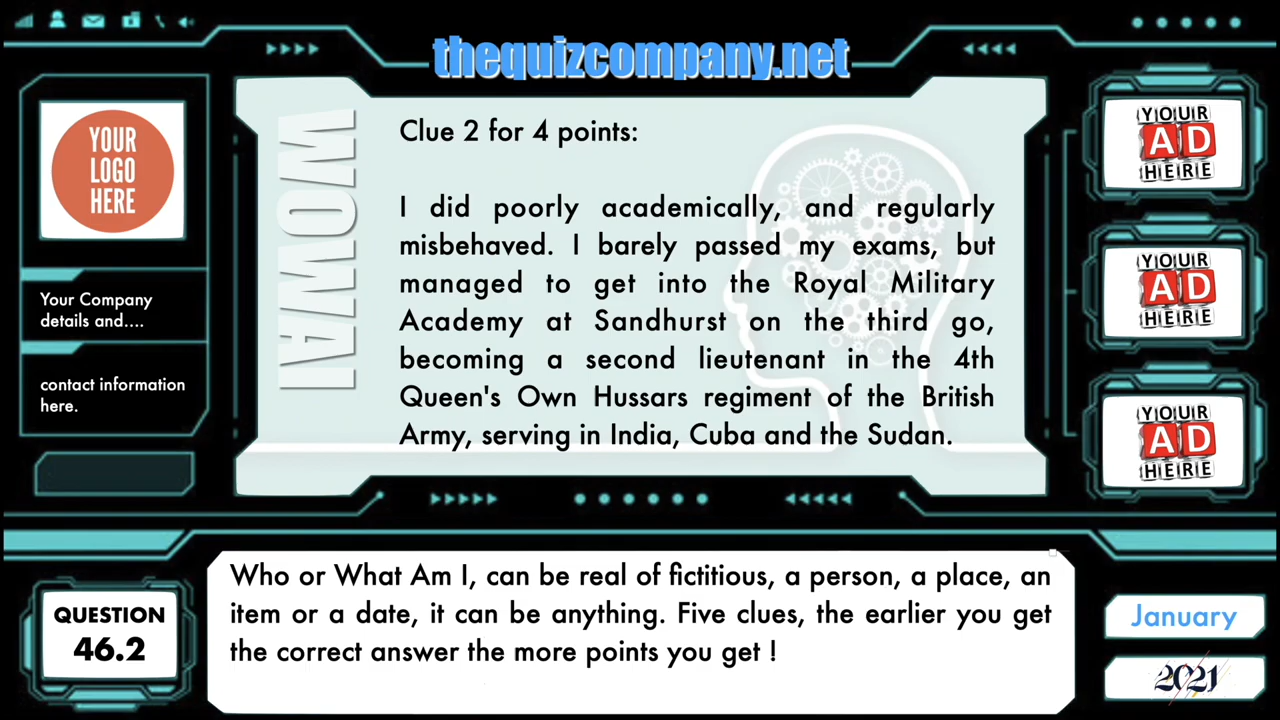 thequizcompany.net
YOUR
LOGO
HERE
Your Company
details and....
contact information
here.
WOWAI
Clue 2 for 4 points:
I did poorly academically, and regularly
misbehaved. I barely passed my exams, but
managed to get into the Royal Military
Academy at Sandhurst on the third go,
becoming a second lieutenant in the 4th
Queen's Own Hussars regiment of the British
Army, serving in India, Cuba and the Sudan.
YOUR
AD
HERE
YOUR
AD
HERE
YOUR
AD
HERE
QUESTION
46.2
Who or What Am I, can be real of fictitious, a person, a place, an
item or a date, it can be anything. Five clues, the earlier you get
the correct answer the more points you get !
January
2021